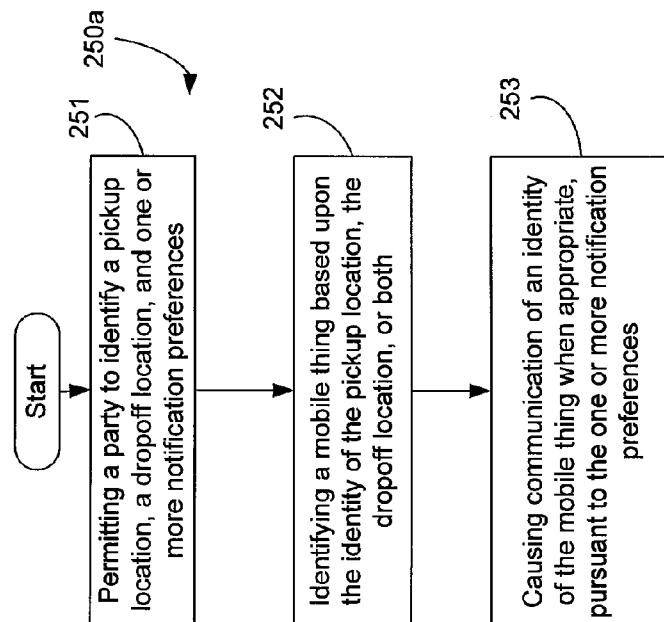 Start
250a
251
Permitting a party to identify a pickup
location, a dropoff location, and one or
more notification preferences
252
Identifying a mobile thing based upon
the identity of the pickup location, the
dropoff location, or both
253
Causing communication of an identity
of the mobile thing when appropriate,
pursuant to the one or more notification
preferences